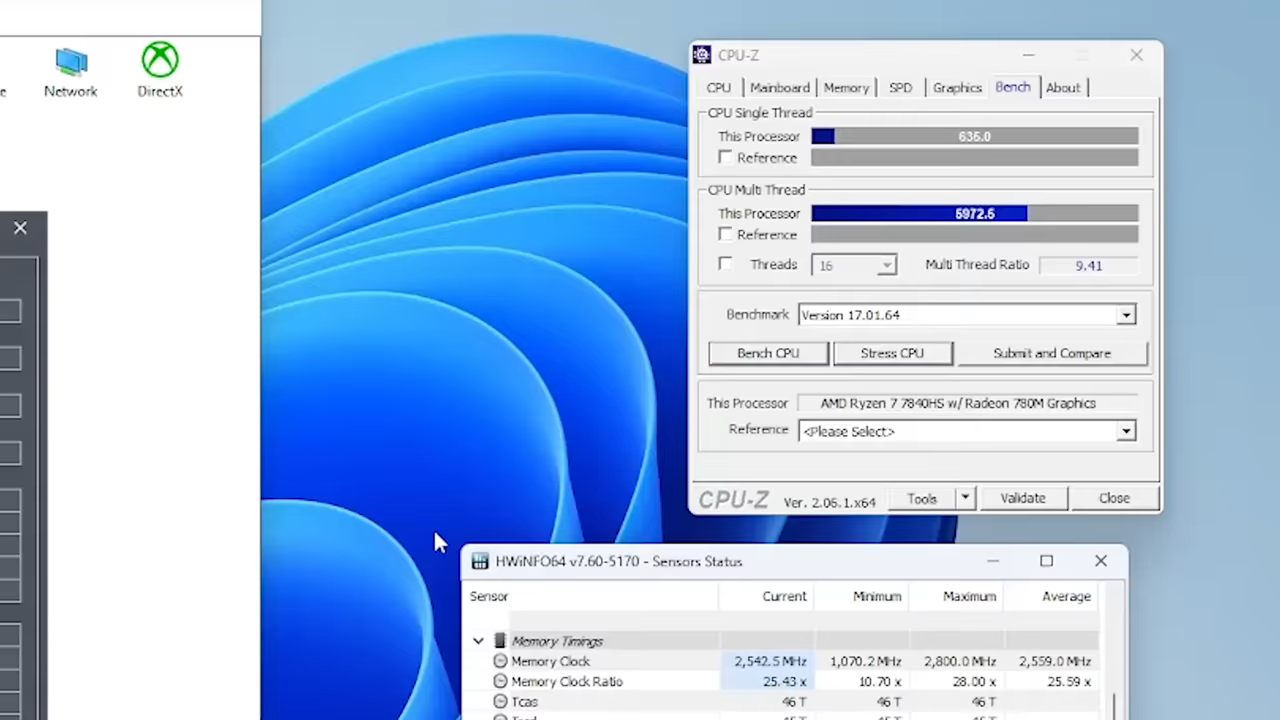 e
Network
DirectX
CPU-Z
CPU
Mainboard
Memory
SPD
Graphics
Bench
About
CPU Single Thread
This Processor
635.0
Reference
CPU Multi Thread
This Processor
5972.5
Reference
Threads
16
Multi Thread Ratio
9.41
Benchmark
Version 17.01.64
Bench CPU
Stress CPU
Submit and Compare
This Processor
AMD Ryzen 7 7840HS w/ Radeon 780M Graphics
Reference
<Please Select>
CPU-Z
Ver. 2.06.1.x64
Tools
Validate
Close
HWiNFO64 v7.60-5170 - Sensors Status
Sensor Current Minimum Maximum Average
Memory Timings
Memory Clock 2,542.5 MHz 1,070.2 MHz 2,800.0 MHz 2,559.0 MHz
Memory Clock Ratio 25.43 x 10.70 x 28.00 x 25.59 x
Tcas 46 T 46 T 46 T